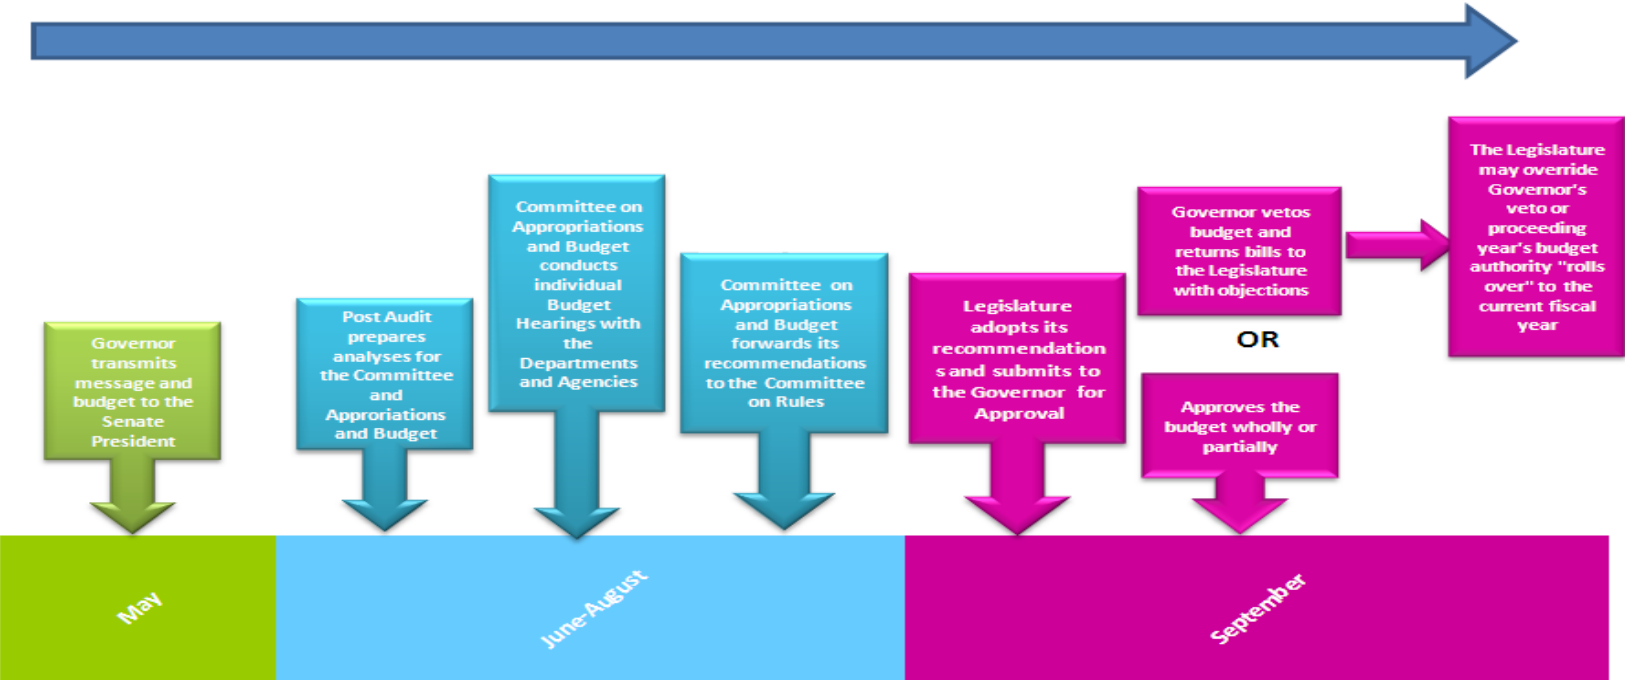 Governor
transmits
message and
budget to the
Senate
President
Post Audit
prepares
analyses for
the Committee
and
Approriations
and Budget
Committee on
Appropriations
and Budget
conducts
individual
Budget
Hearings with
the
Departments
and Agencies
Committee on
Appropriations
and Budget
forwards its
recommendations
to the Committee
on Rules
Legislature
adopts its
recommendation
s and submits to
the Governor for
Approval
Governor vetos
budget and
returns bills to
the Legislature
with objections
OR
Approves the
budget wholly or
partially
The Legislature
may override
Governor's
veto or
proceeding
year's budget
authority "rolls
over" to the
current fiscal
year
May
June-August
September